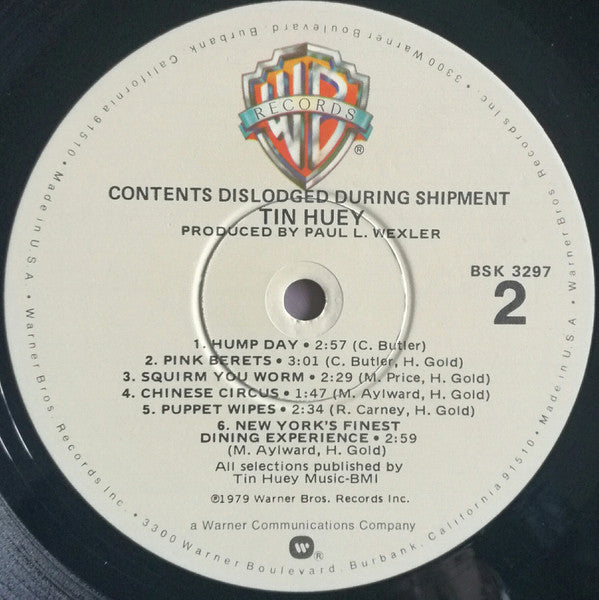 WB
RECORDS
®
CONTENTS DISLODGED DURING SHIPMENT
TIN HUEY
PRODUCED BY PAUL L. WEXLER
BSK 3297
2
1. HUMP DAY • 2:57 (C. Butler)
2. PINK BERETS • 3:01 (C. Butler, H. Gold)
3. SQUIRM YOU WORM • 2:29 (M. Price, H. Gold)
4. CHINESE CIRCUS • 1:47 (M. Aylward, H. Gold)
5. PUPPET WIPES • 2:34 (R. Carney, H. Gold)
6. NEW YORK'S FINEST
DINING EXPERIENCE • 2:59
(M. Aylward, H. Gold)
All selections published by
Tin Huey Music-BMI
℗1979 Warner Bros. Records Inc.
a Warner Communications Company
W®
Made in U.S.A. • Warner Bros. Records Inc. • 3300 Warner Boulevard, Burbank, California 91510 • Made in U.S.A. • Warner Bros. Records Inc. • 3300 Warner Boulevard, Burbank, California 91510 •